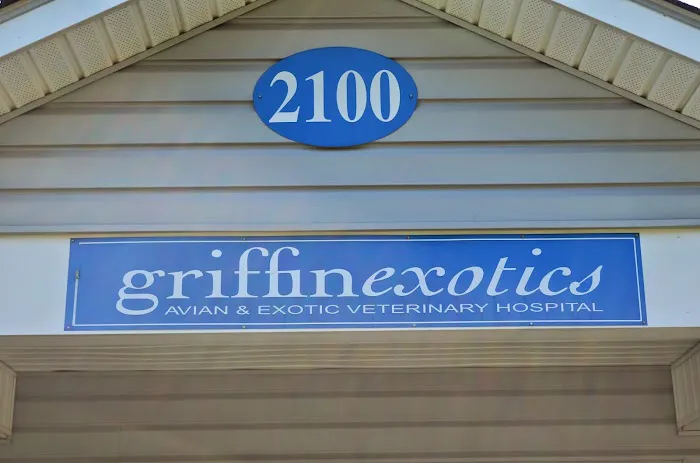 2100
griffinexotics
AVIAN & EXOTIC VETERINARY HOSPITAL